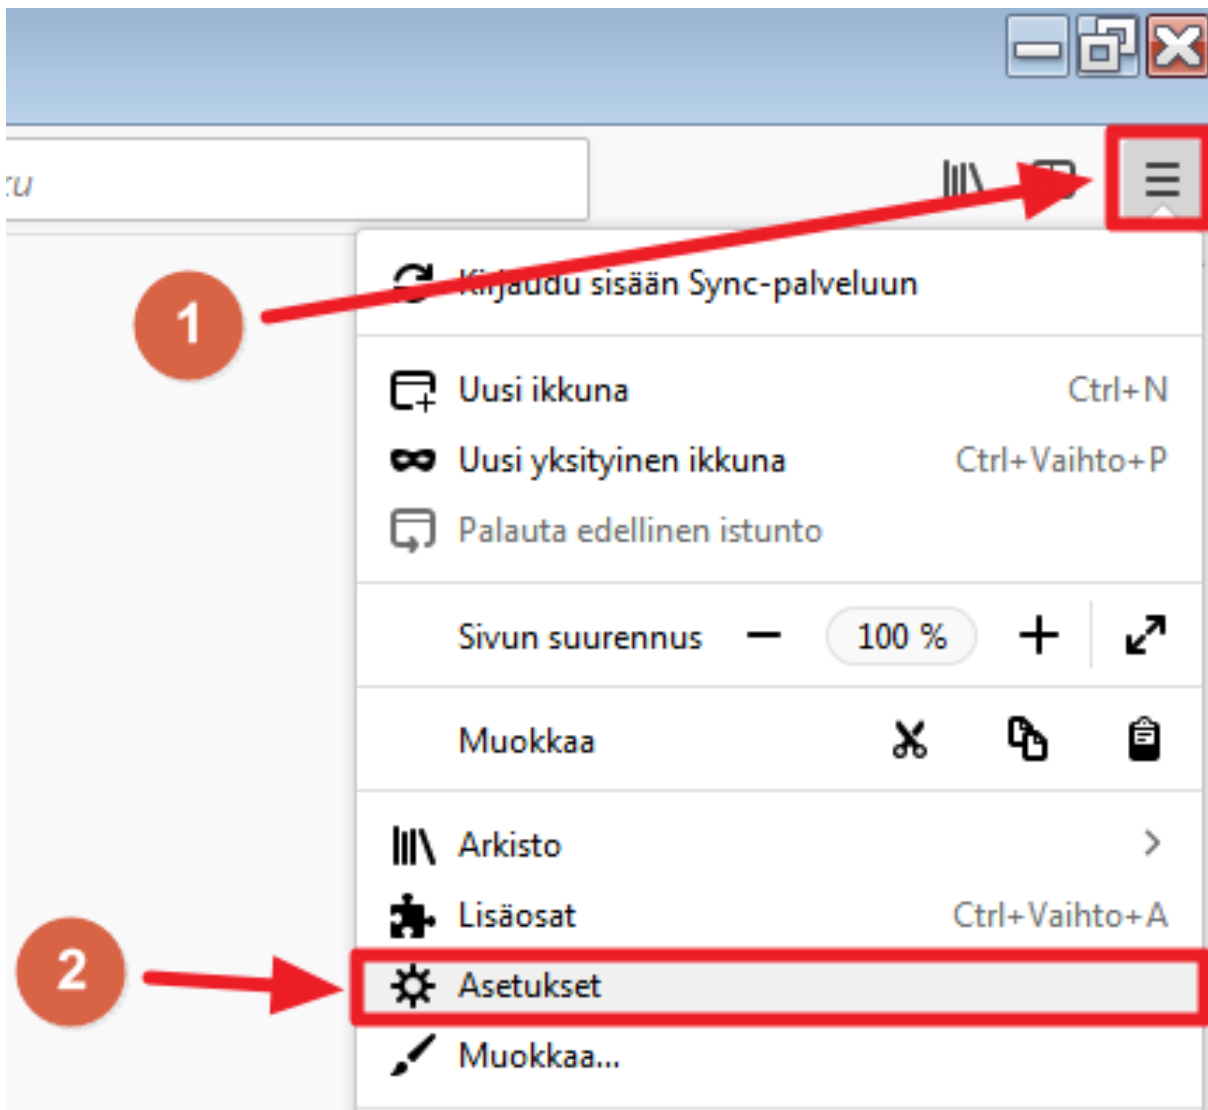 1
Kirjaudu sisään Sync-palveluun
Uusi ikkuna Ctrl+N
Uusi yksityinen ikkuna Ctrl+Vaihto+P
Palauta edellinen istunto
Sivun suurennus 100 %
Muokkaa
Arkisto
Lisäosat Ctrl+Vaihto+A
2
Asetukset
Muokkaa...